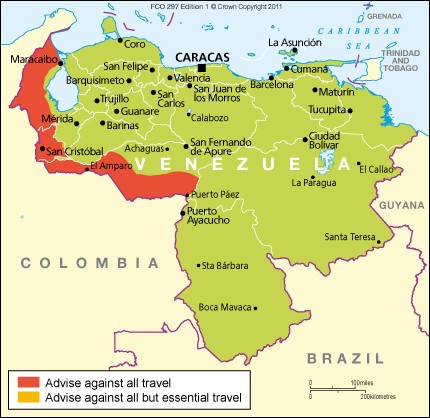 FCO 297 Edition 1 © Crown Copyright 2011
GRENADA
CARIBBEAN
SEA
TRINIDAD
AND
TOBAGO
Coro
La Asunción
Maracaibo
CARACAS
San Felipe
Cumaná
Valencia
Barquisimeto
Barcelona
San Juan de
los Morros
Maturín
San
Carlos
Trujillo
Tucupita
Guanare
Calabozo
Mérida
Barinas
Ciudad
Bolívar
San Cristóbal
Achaguas
San Fernando
de Apure
VENEZUELA
El Amparo
El Callao
La Paragua
Puerto Páez
GUYANA
Puerto
Ayacucho
Santa Teresa
COLOMBIA
Sta Bárbara
Boca Mavaca
BRAZIL
Advise against all travel
Advise against all but essential travel
0 100miles
0 200kilometres